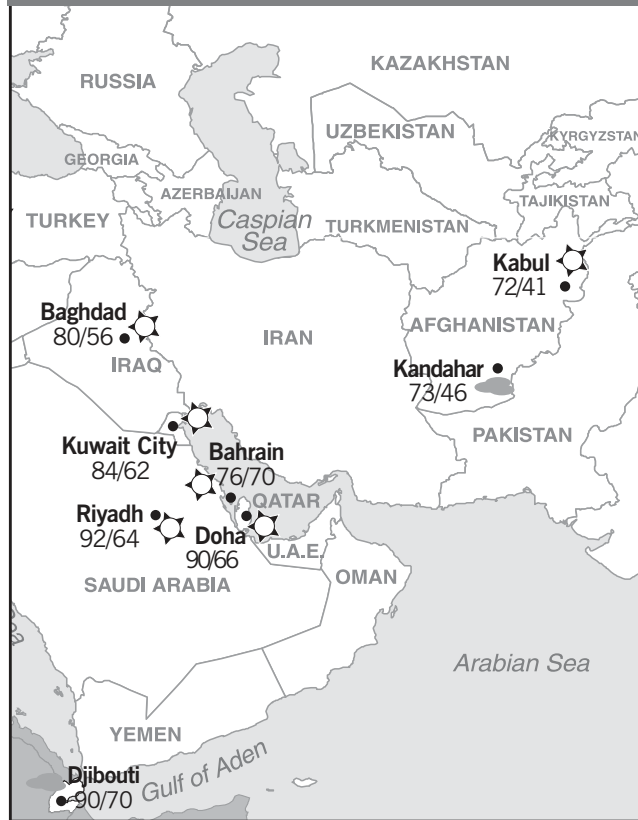 KAZAKHSTAN
RUSSIA
UZBEKISTAN
KYRGYZSTAN
GEORGIA
AZERBAIJAN
TAJIKISTAN
TURKEY
Caspian
Sea
TURKMENISTAN
Kabul
72/41
Baghdad
80/56
IRAN
AFGHANISTAN
IRAQ
Kandahar
73/46
PAKISTAN
Kuwait City
84/62
Bahrain
76/70
QATAR
Riyadh
92/64
Doha
90/66
U.A.E.
OMAN
SAUDI ARABIA
Arabian Sea
YEMEN
Gulf of Aden
Djibouti
90/70